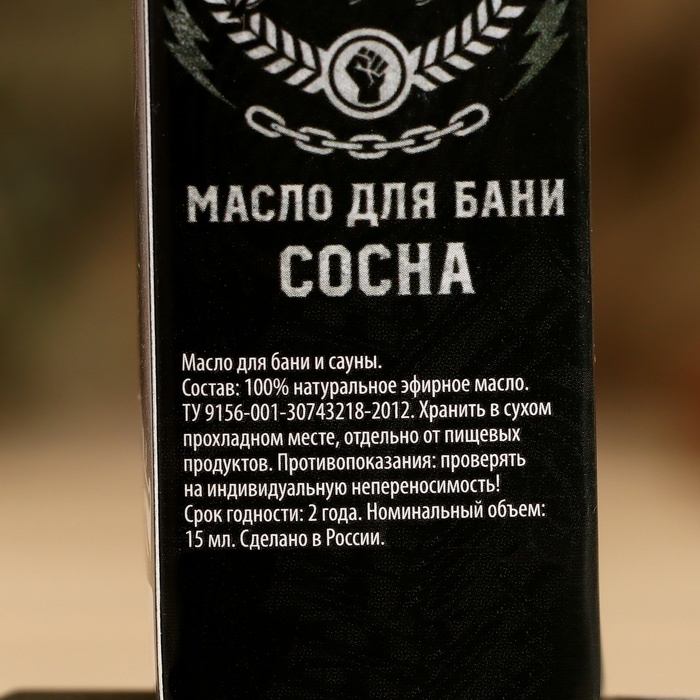 МАСЛО ДЛЯ БАНИ
СОСНА
Масло для бани и сауны.
Состав: 100% натуральное эфирное масло.
ТУ 9156-001-30743218-2012. Хранить в сухом
прохладном месте, отдельно от пищевых
продуктов. Противопоказания: проверять
на индивидуальную непереносимость!
Срок годности: 2 года. Номинальный объем:
15 мл. Сделано в России.